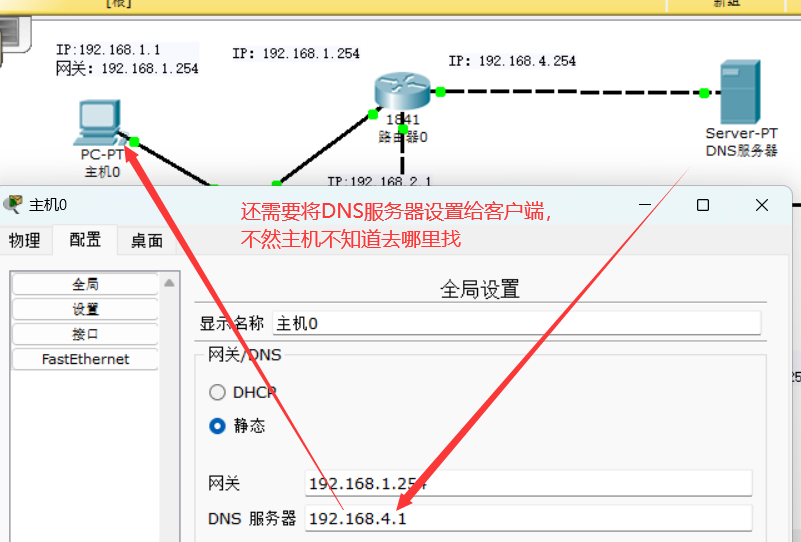 [根]
新组
IP:192.168.1.1
网关: 192.168.1.254
IP: 192.168.1.254
IP: 192.168.4.254
1841
路由器0
PC-PT
主机0
Server-PT
DNS服务器
IP:192.168.2.1
主机0
还需要将DNS服务器设置给客户端，
不然主机不知道去哪里找
物理
配置
桌面
全局
设置
接口
FastEthernet
全局设置
显示名称
主机0
网关/DNS
DHCP
静态
网关
192.168.1.254
DNS 服务器
192.168.4.1